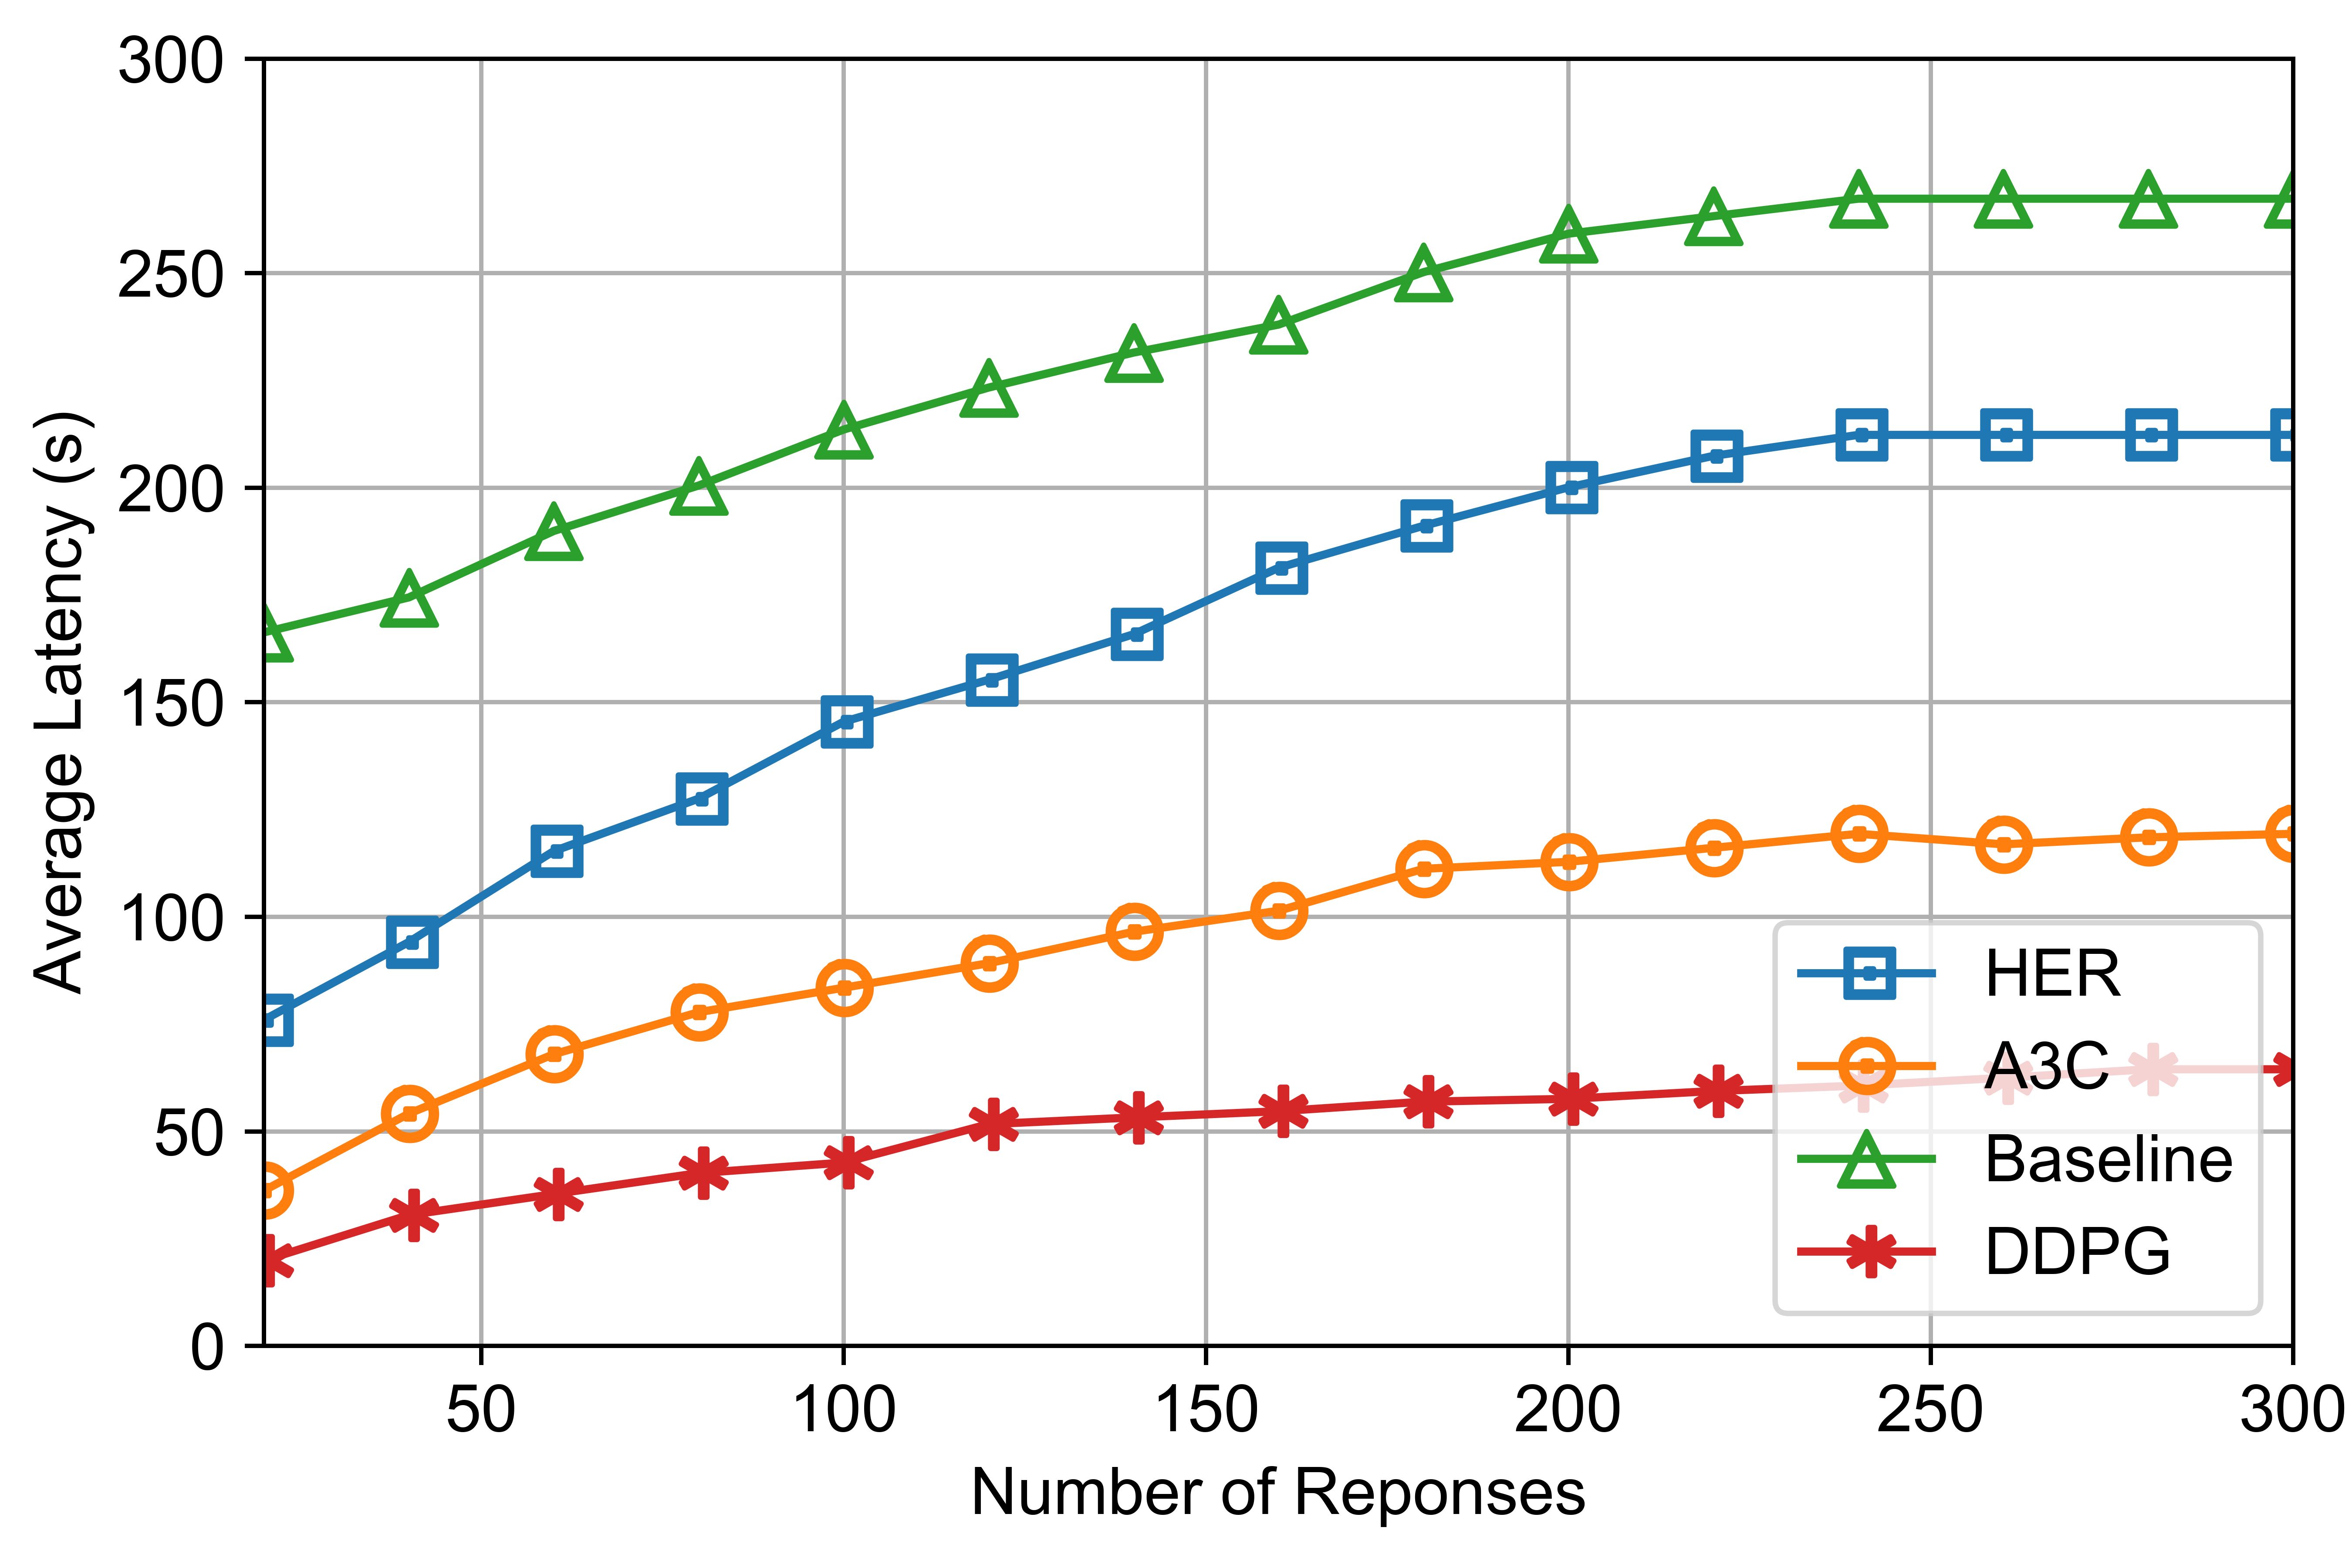 300
250
200
150
100
50
0
Average Latency (s)
50 100 150 200 250 300
Number of Reponses
HER
A3C
Baseline
DDPG